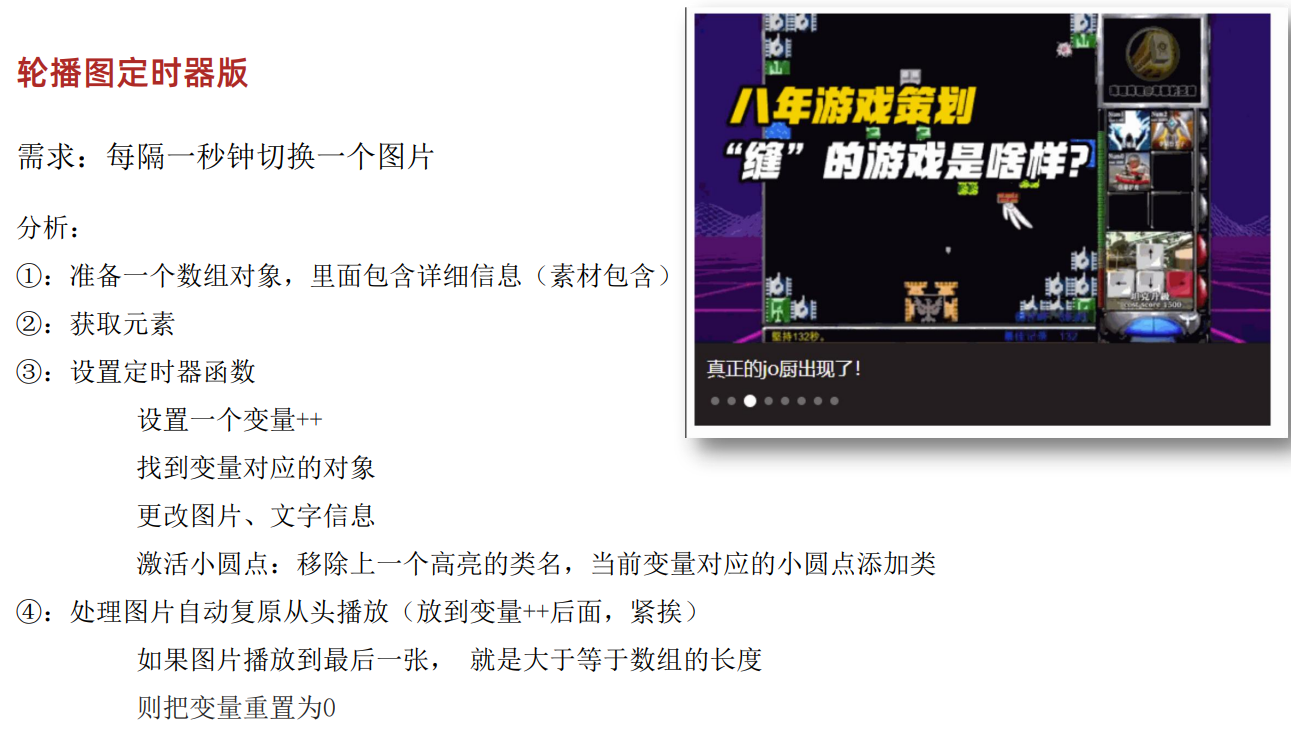 轮播图定时器版
需求：每隔一秒钟切换一个图片
分析：
①：准备一个数组对象，里面包含详细信息（素材包含）
②：获取元素
③：设置定时器函数
设置一个变量++
找到变量对应的对象
更改图片、文字信息
激活小圆点：移除上一个高亮的类名，当前变量对应的小圆点添加类
④：处理图片自动复原从头播放（放到变量++后面，紧挨）
如果图片播放到最后一张， 就是大于等于数组的长度
则把变量重置为0
八年游戏策划
“缝”的游戏是啥样？
坦克升級
cost score 1500
堅持132秒。
真正的jo厨出现了！